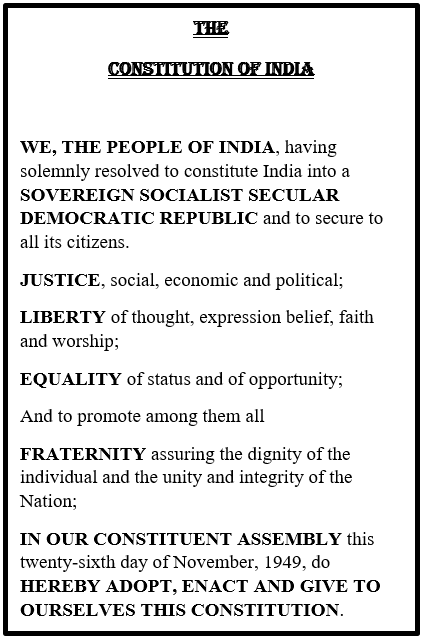 THE
CONSTITUTION OF INDIA
WE, THE PEOPLE OF INDIA, having
solemnly resolved to constitute India into a
SOVEREIGN SOCIALIST SECULAR
DEMOCRATIC REPUBLIC and to secure to
all its citizens.
JUSTICE, social, economic and political;
LIBERTY of thought, expression belief, faith
and worship;
EQUALITY of status and of opportunity;
And to promote among them all
FRATERNITY assuring the dignity of the
individual and the unity and integrity of the
Nation;
IN OUR CONSTITUENT ASSEMBLY this
twenty-sixth day of November, 1949, do
HEREBY ADOPT, ENACT AND GIVE TO
OURSELVES THIS CONSTITUTION.